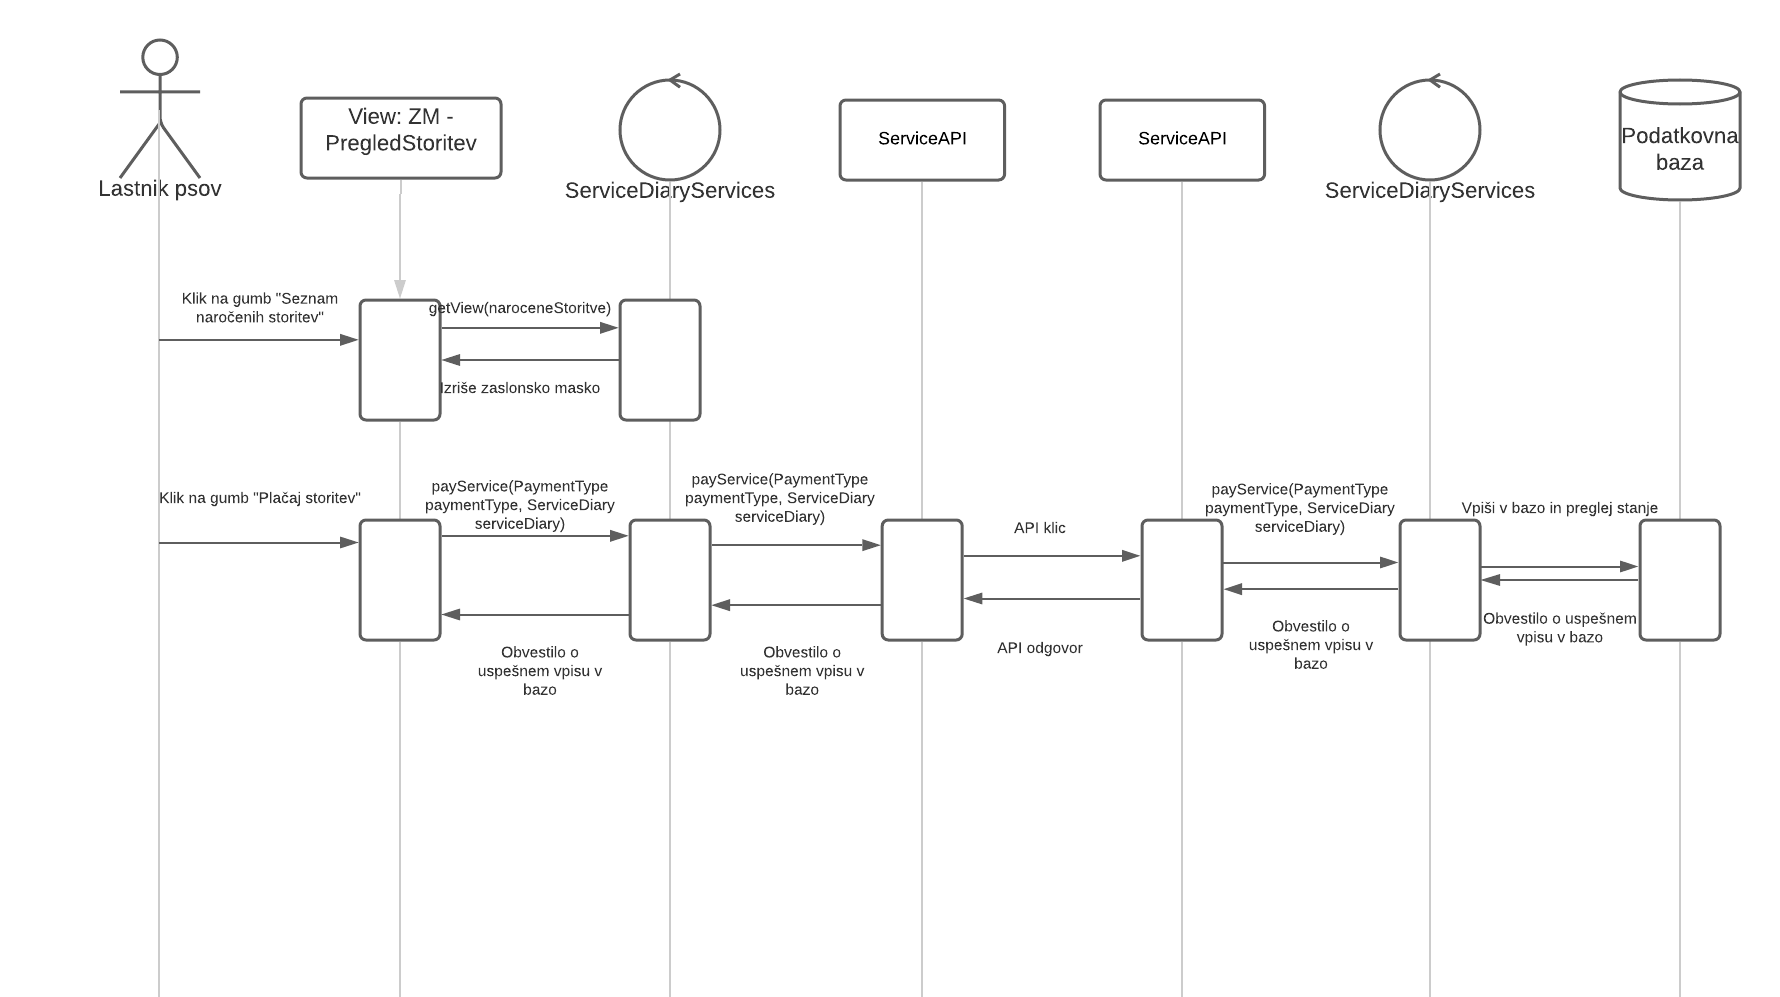 View: ZM -
PregledStoritev
ServiceAPI
ServiceAPI
Podatkovna
baza
Lastnik psov
ServiceDiaryServices
ServiceDiaryServices
Klik na gumb "Seznam
naročenih storitev"
getView(naroceneStoritve)
Izriše zaslonsko masko
Klik na gumb "Plačaj storitev"
payService(PaymentType
paymentType, ServiceDiary
serviceDiary)
payService(PaymentType
paymentType, ServiceDiary
serviceDiary)
API klic
payService(PaymentType
paymentType, ServiceDiary
serviceDiary)
Vpiši v bazo in preglej stanje
Obvestilo o
uspešnem vpisu v
bazo
Obvestilo o
uspešnem vpisu v
bazo
API odgovor
Obvestilo o
uspešnem vpisu v
bazo
Obvestilo o uspešnem
vpisu v bazo